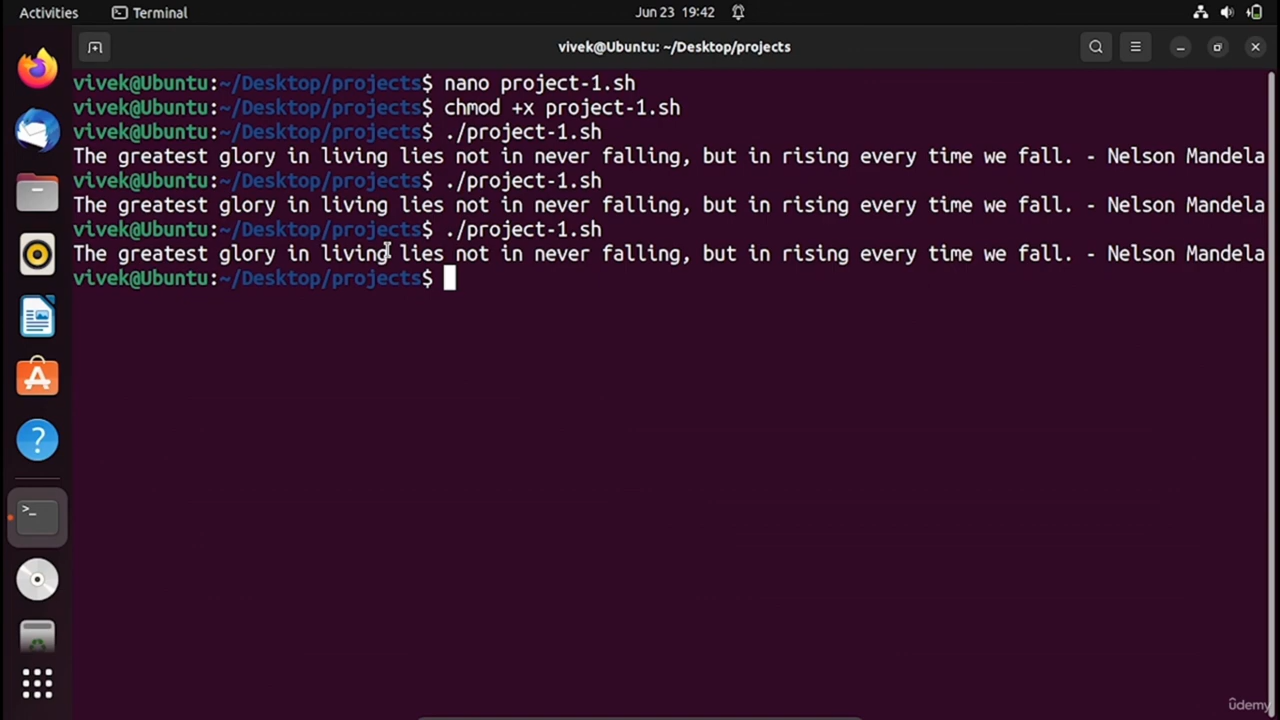 Activities Terminal Jun 23 19:42
vivek@Ubuntu: ~/Desktop/projects
vivek@Ubuntu:~/Desktop/projects$ nano project-1.sh
vivek@Ubuntu:~/Desktop/projects$ chmod +x project-1.sh
vivek@Ubuntu:~/Desktop/projects$ ./project-1.sh
The greatest glory in living lies not in never falling, but in rising every time we fall. - Nelson Mandela
vivek@Ubuntu:~/Desktop/projects$ ./project-1.sh
The greatest glory in living lies not in never falling, but in rising every time we fall. - Nelson Mandela
vivek@Ubuntu:~/Desktop/projects$ ./project-1.sh
The greatest glory in living lies not in never falling, but in rising every time we fall. - Nelson Mandela
vivek@Ubuntu:~/Desktop/projects$
udemy